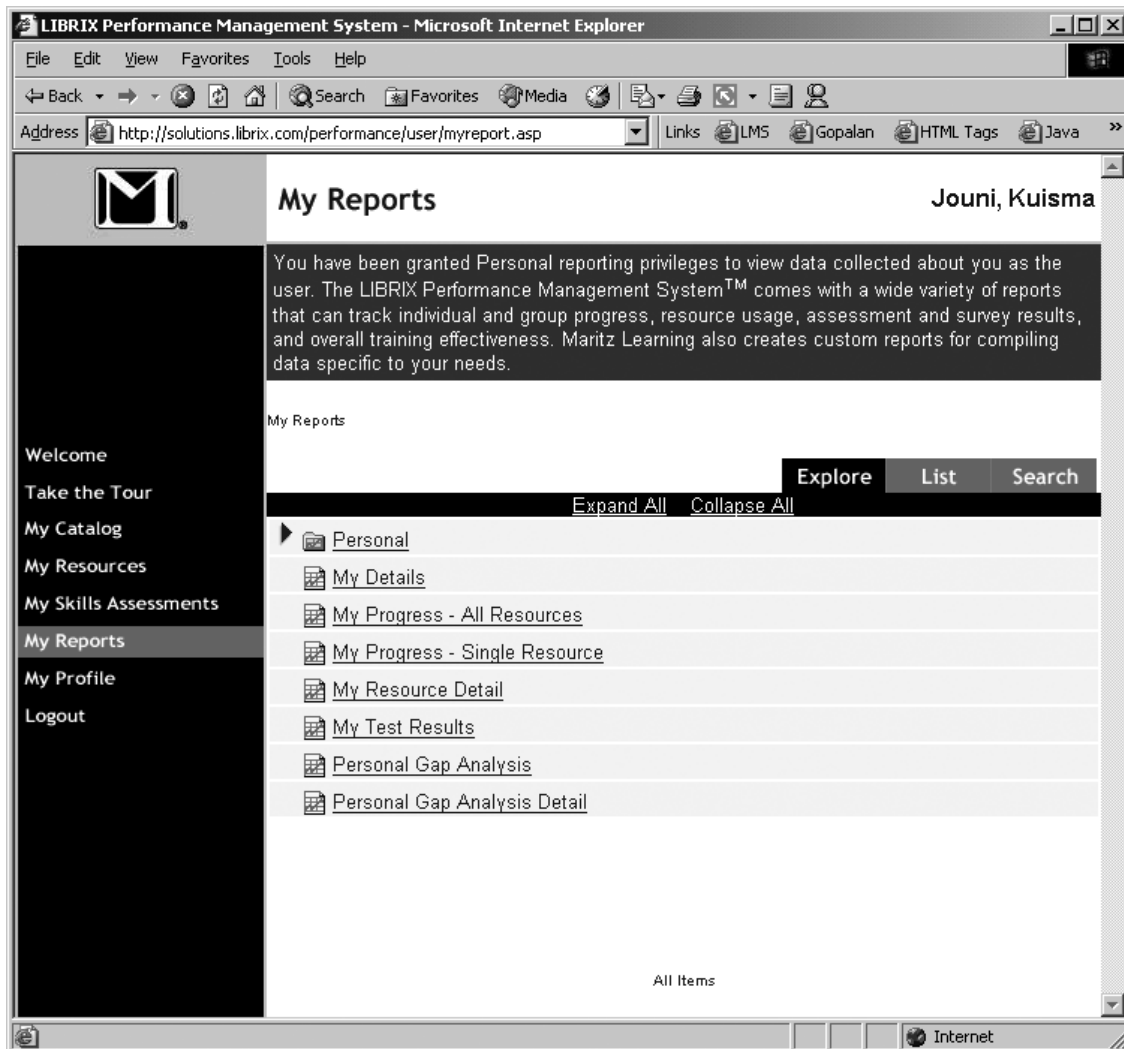 LIBRIX Performance Management System - Microsoft Internet Explorer
File Edit View Favorites Tools Help
Back Search Favorites Media
Address http://solutions.librix.com/performance/user/myreport.asp Links LMS Gopalan HTML Tags Java »
M®
My Reports
Jouni, Kuisma
You have been granted Personal reporting privileges to view data collected about you as the
user. The LIBRIX Performance Management System™ comes with a wide variety of reports
that can track individual and group progress, resource usage, assessment and survey results,
and overall training effectiveness. Maritz Learning also creates custom reports for compiling
data specific to your needs.
My Reports
Welcome
Take the Tour
My Catalog
My Resources
My Skills Assessments
My Reports
My Profile
Logout
Explore List Search
Expand All Collapse All
Personal
My Details
My Progress - All Resources
My Progress - Single Resource
My Resource Detail
My Test Results
Personal Gap Analysis
Personal Gap Analysis Detail
All Items
Internet